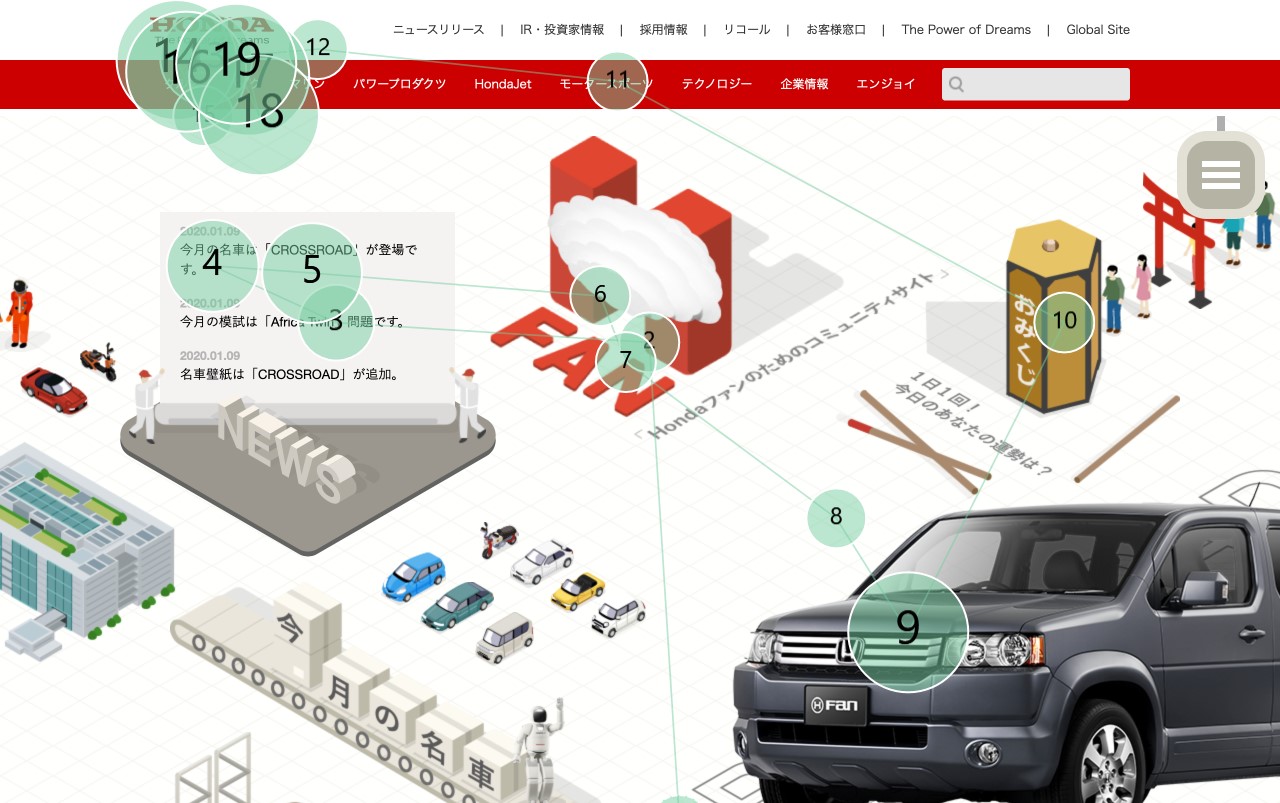 HONDA
ニュースリリース | IR・投資家情報 | 採用情報 | リコール | お客様窓口 | The Power of Dreams | Global Site
パワープロダクツ HondaJet モータースポーツ テクノロジー 企業情報 エンジョイ
12
11
19
18
2020.01.09
今月の名車は「CROSSROAD」が登場で
す。
4
5
2020.01.09
今月の模試は「Africa Twin」問題です。
3
2020.01.09
名車壁紙は「CROSSROAD」が追加。
NEWS
6
2
7
FAN
「Hondaファンのためのコミュニティサイト」
おみくじ
10
1日1回！
今日のあなたの運勢は？
8
9
Fan
今月の名車